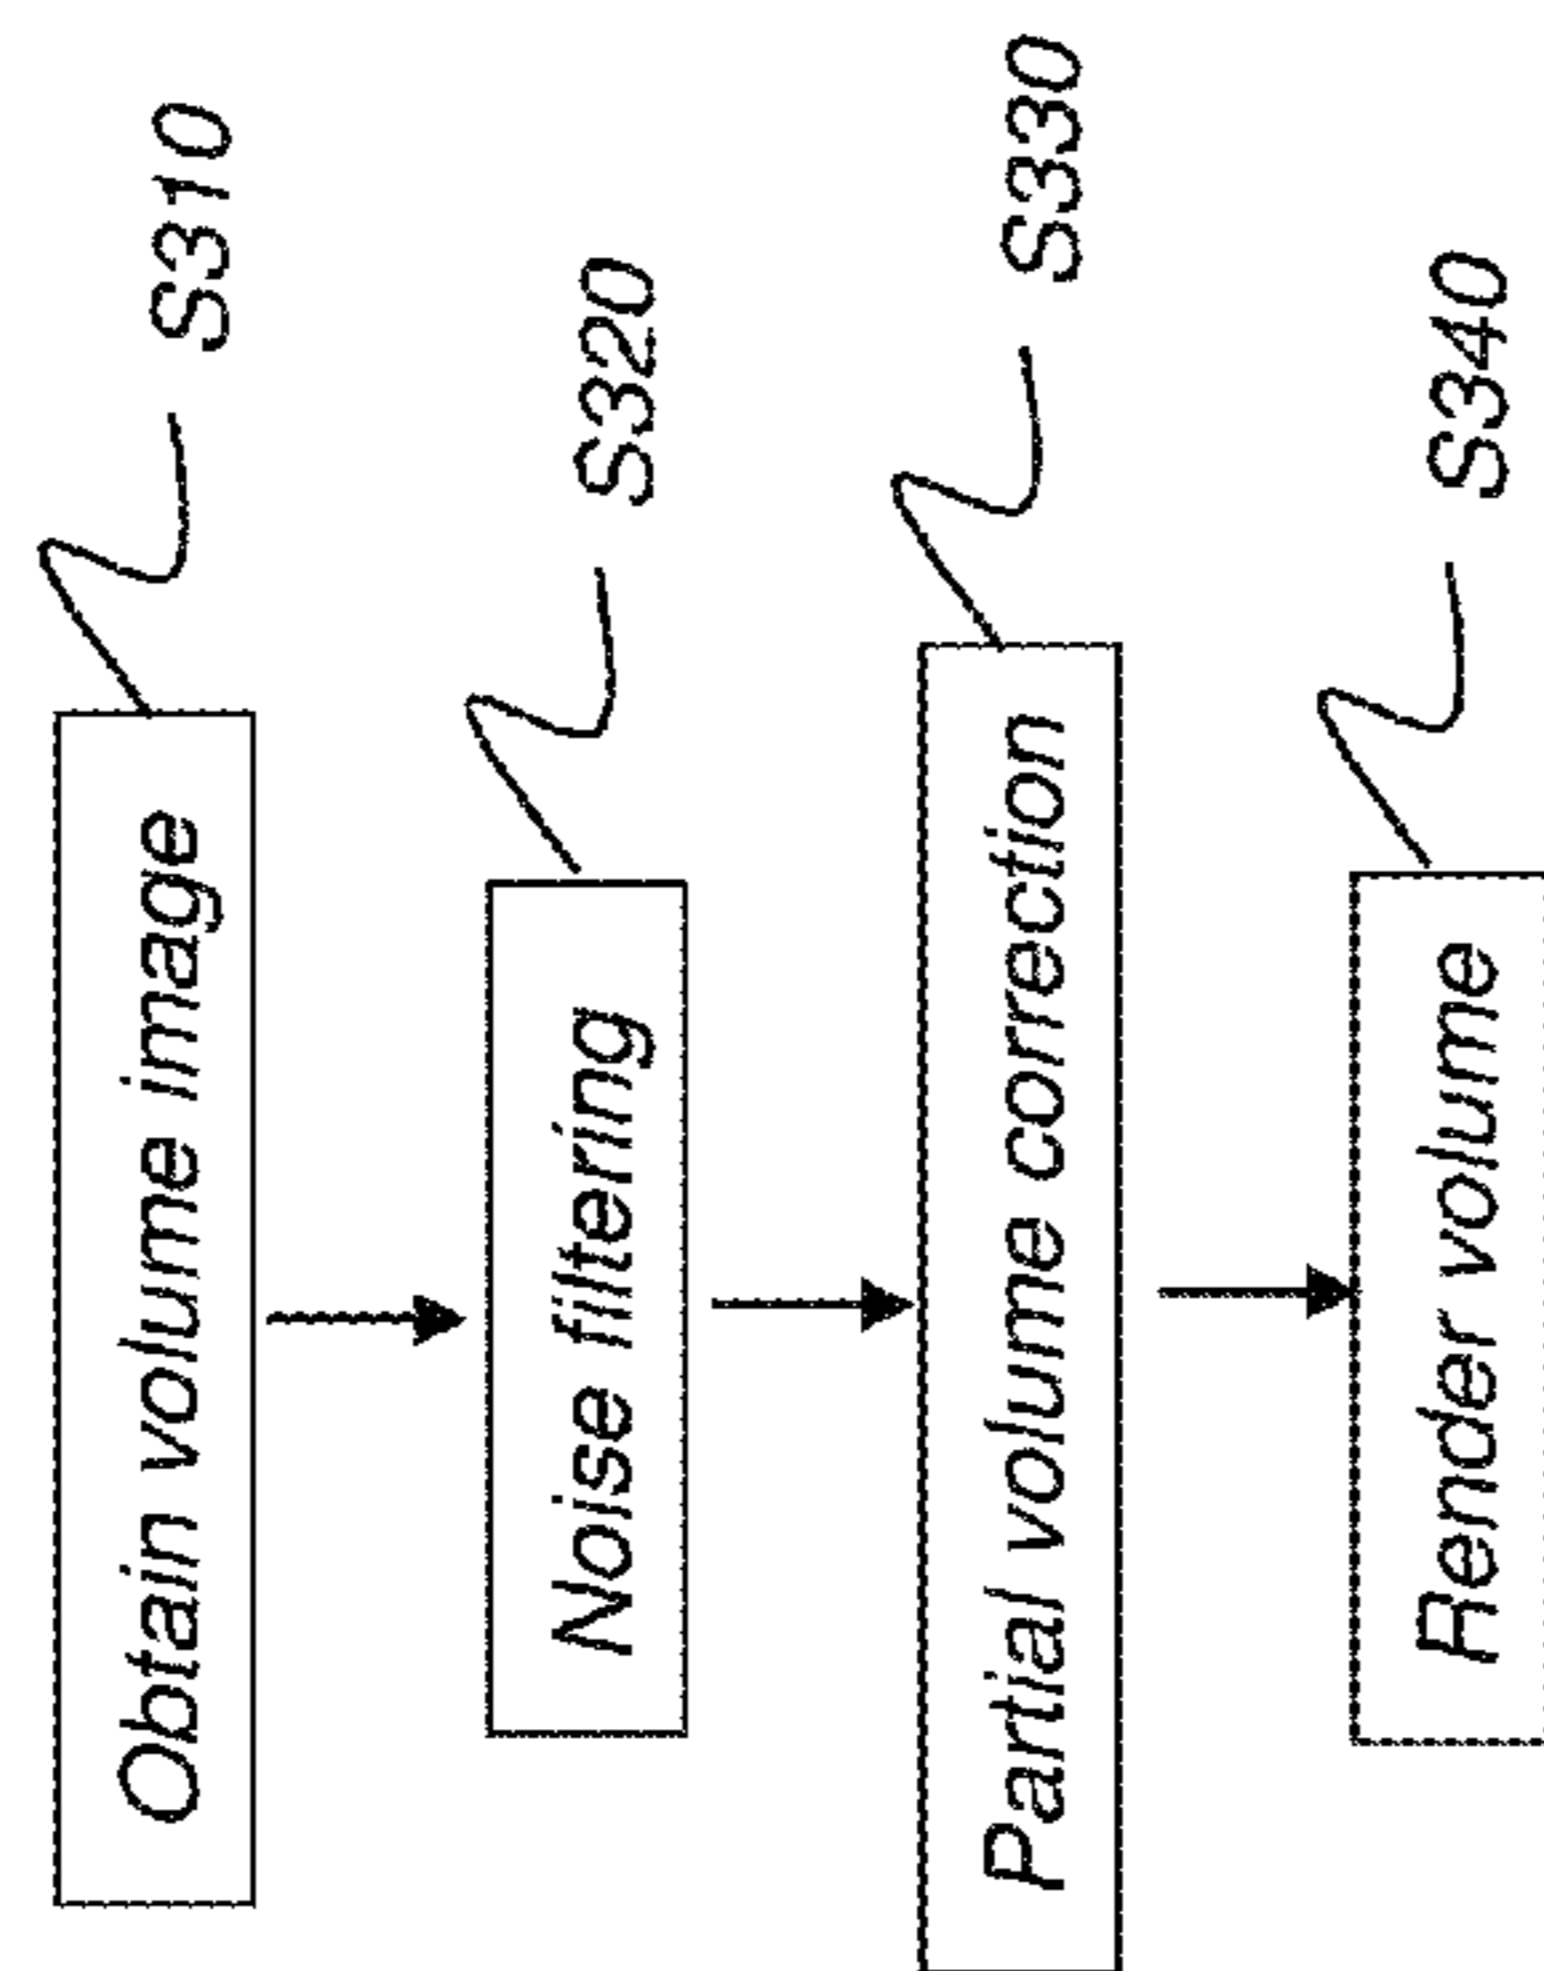 Obtain volume image
S310
Noise filtering
S320
Partial volume correction
S330
Render volume
S340